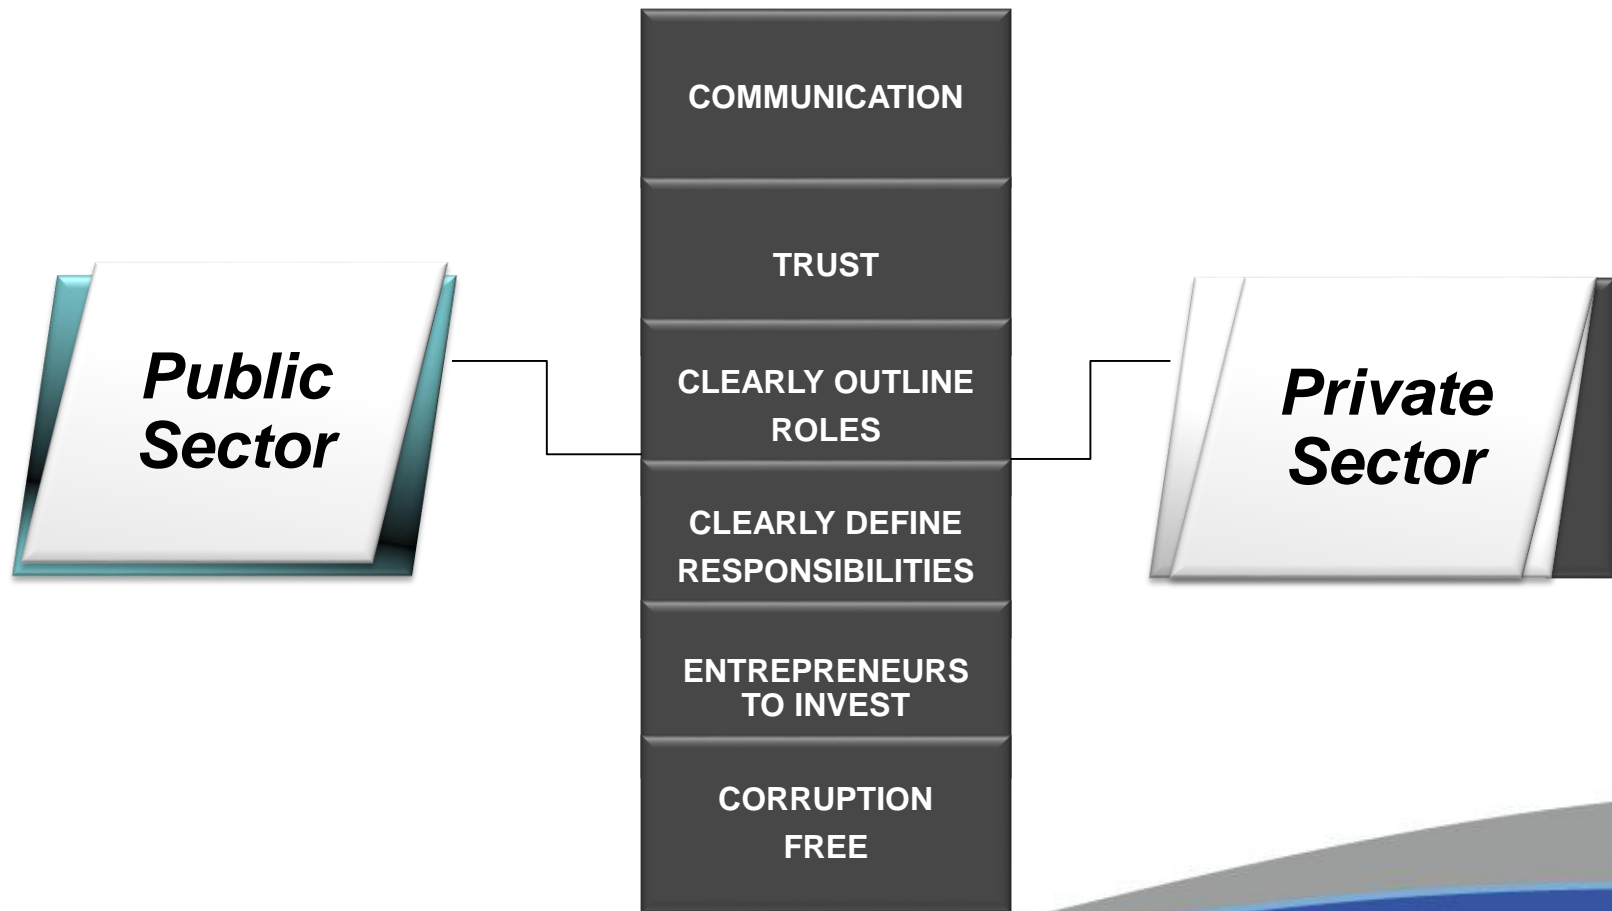 Public
Sector
COMMUNICATION
TRUST
CLEARLY OUTLINE
ROLES
CLEARLY DEFINE
RESPONSIBILITIES
ENTREPRENEURS
TO INVEST
CORRUPTION
FREE
Private
Sector